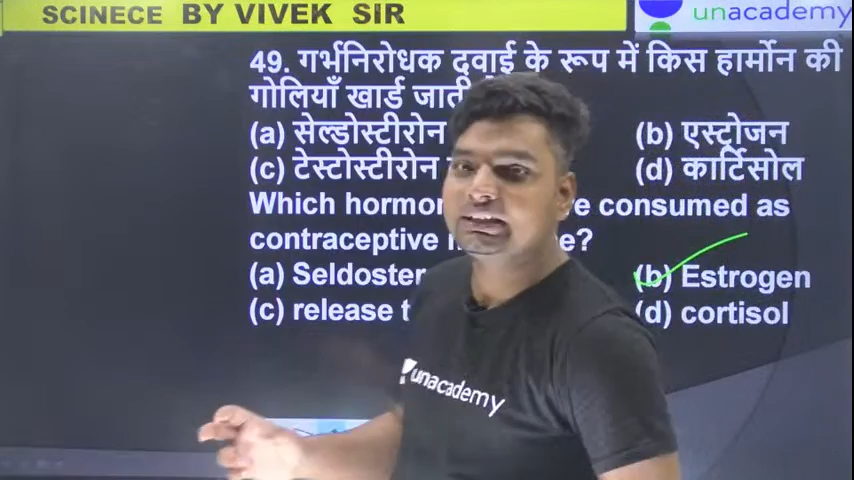 SCINECE BY VIVEK SIR
unacademy
49. गर्भनिरोधक दवाई के रूप में किस हार्मोन की
गोलियाँ खाई जाती
(a) सेल्डोस्टीरोन (b) एस्ट्रोजन
(c) टेस्टोस्टीरोन (d) कार्टिसोल
Which consumed as
contraceptive
(a) (b) Estrogen
(c) release (d) cortisol
unacademy